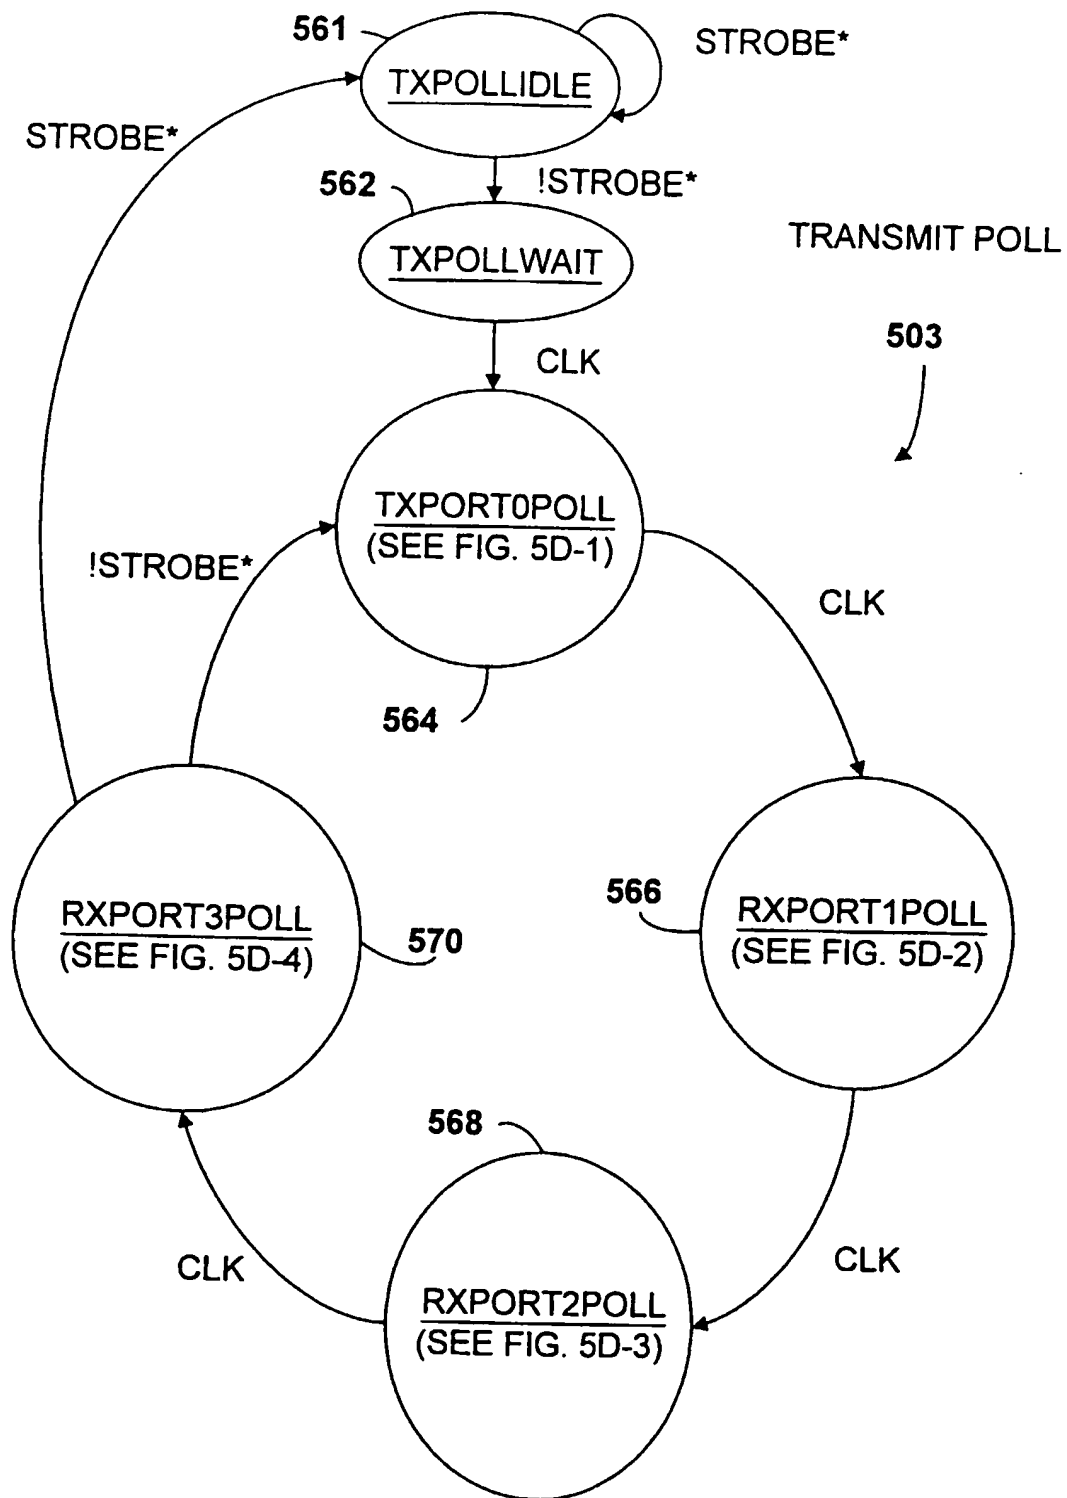 561
STROBE*
TXPOLLIDLE
STROBE*
!STROBE*
562
TXPOLLWAIT
TRANSMIT POLL
503
CLK
TXPORT0POLL
(SEE FIG. 5D-1)
!STROBE*
CLK
564
566
RXPORT3POLL
(SEE FIG. 5D-4)
570
RXPORT1POLL
(SEE FIG. 5D-2)
568
CLK
CLK
RXPORT2POLL
(SEE FIG. 5D-3)